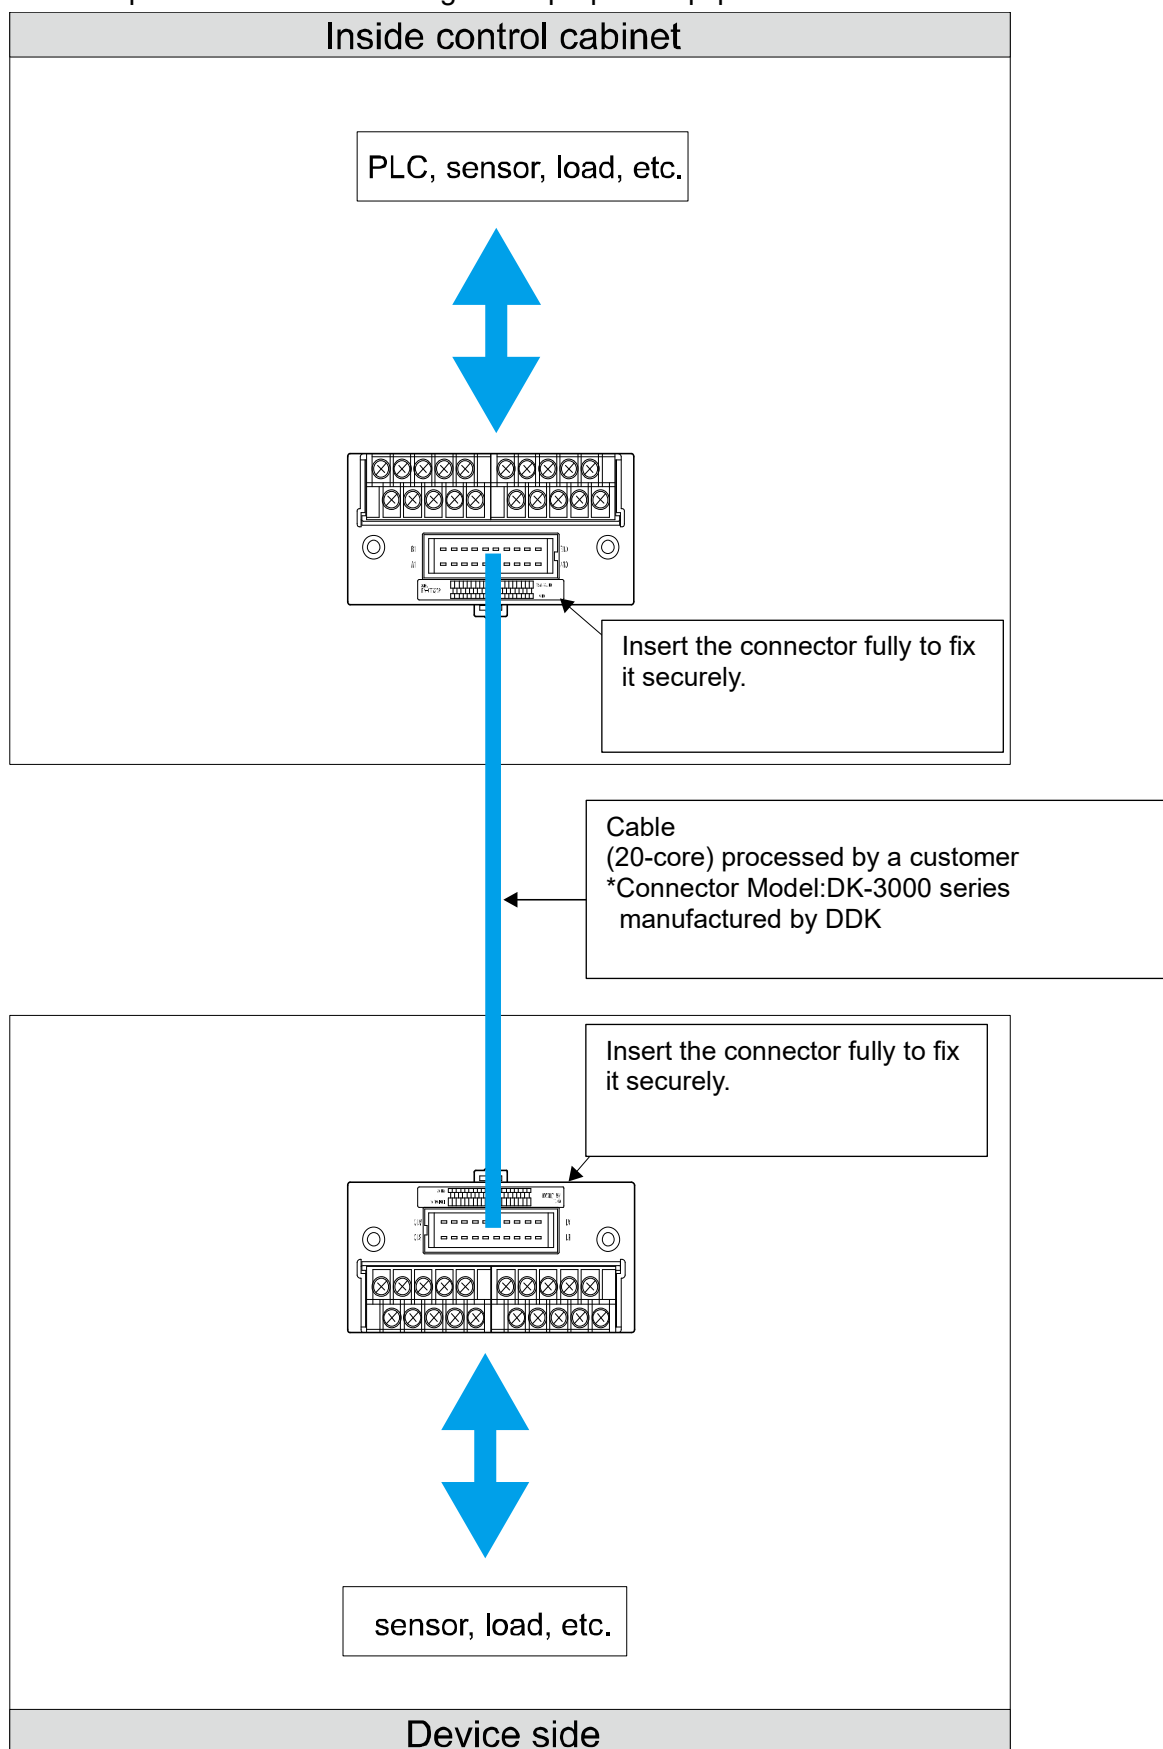 Inside control cabinet
PLC, sensor, load, etc.
Insert the connector fully to fix
it securely.
Cable
(20-core) processed by a customer
*Connector Model:DK-3000 series
manufactured by DDK
Insert the connector fully to fix
it securely.
sensor, load, etc.
Device side